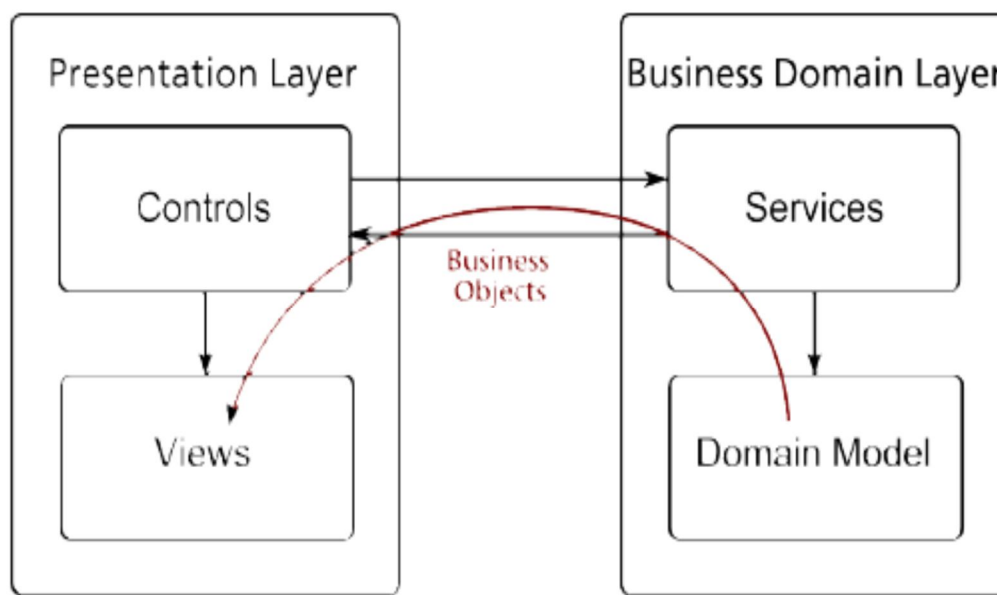 Presentation Layer
Business Domain Layer
Controls
Services
Business
Objects
Views
Domain Model